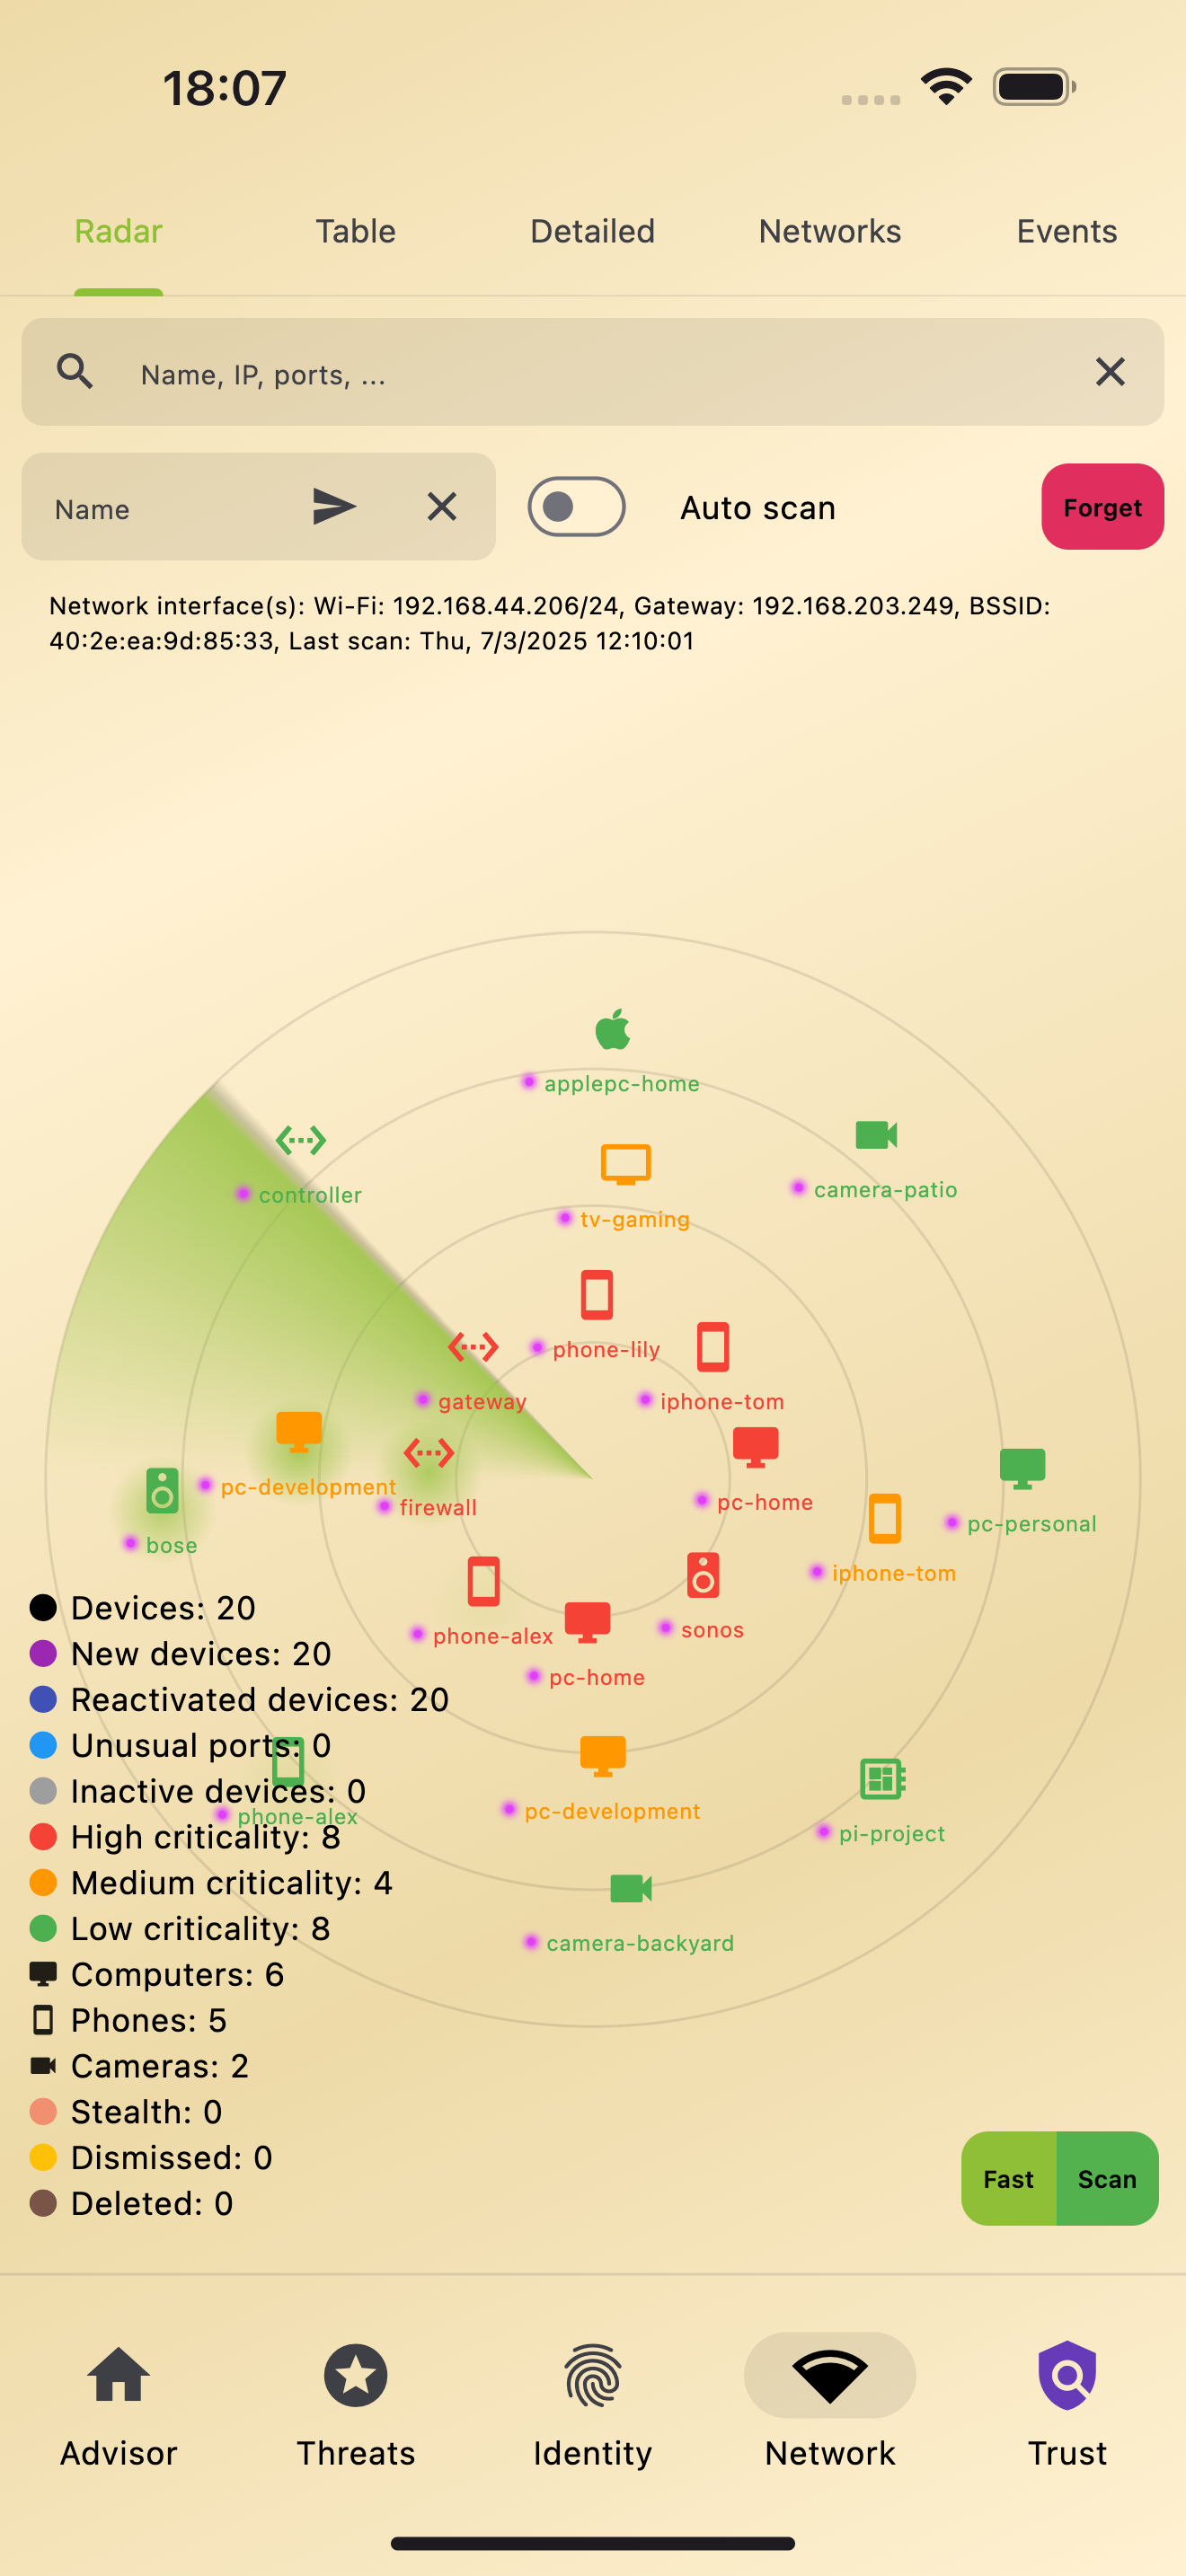 18:07
Radar
Table
Detailed
Networks
Events
Name, IP, ports, ...
Name
Auto scan
Forget
Network interface(s): Wi-Fi: 192.168.44.206/24, Gateway: 192.168.203.249, BSSID:
40:2e:ea:9d:85:33, Last scan: Thu, 7/3/2025 12:10:01
applepc-home
controller
camera-patio
tv-gaming
phone-lily
gateway
iphone-tom
pc-development
firewall
pc-home
pc-personal
bose
iphone-tom
phone-alex
sonos
pc-home
Devices: 20
New devices: 20
Reactivated devices: 20
Unusual ports: 0
Inactive devices: 0
phone-alex
pc-development
pi-project
High criticality: 8
Medium criticality: 4
Low criticality: 8
camera-backyard
Computers: 6
Phones: 5
Cameras: 2
Stealth: 0
Dismissed: 0
Deleted: 0
Fast
Scan
Advisor
Threats
Identity
Network
Trust